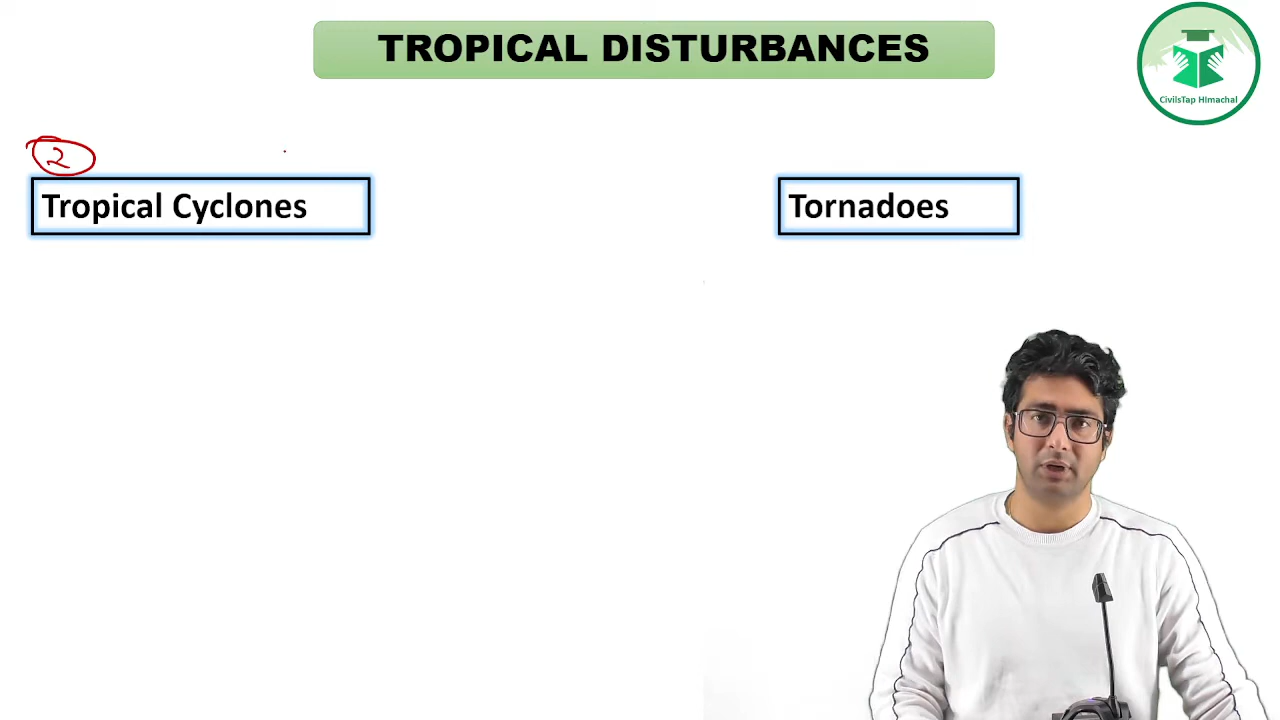 TROPICAL DISTURBANCES
CivilsTap HImachal
2
Tropical Cyclones
Tornadoes